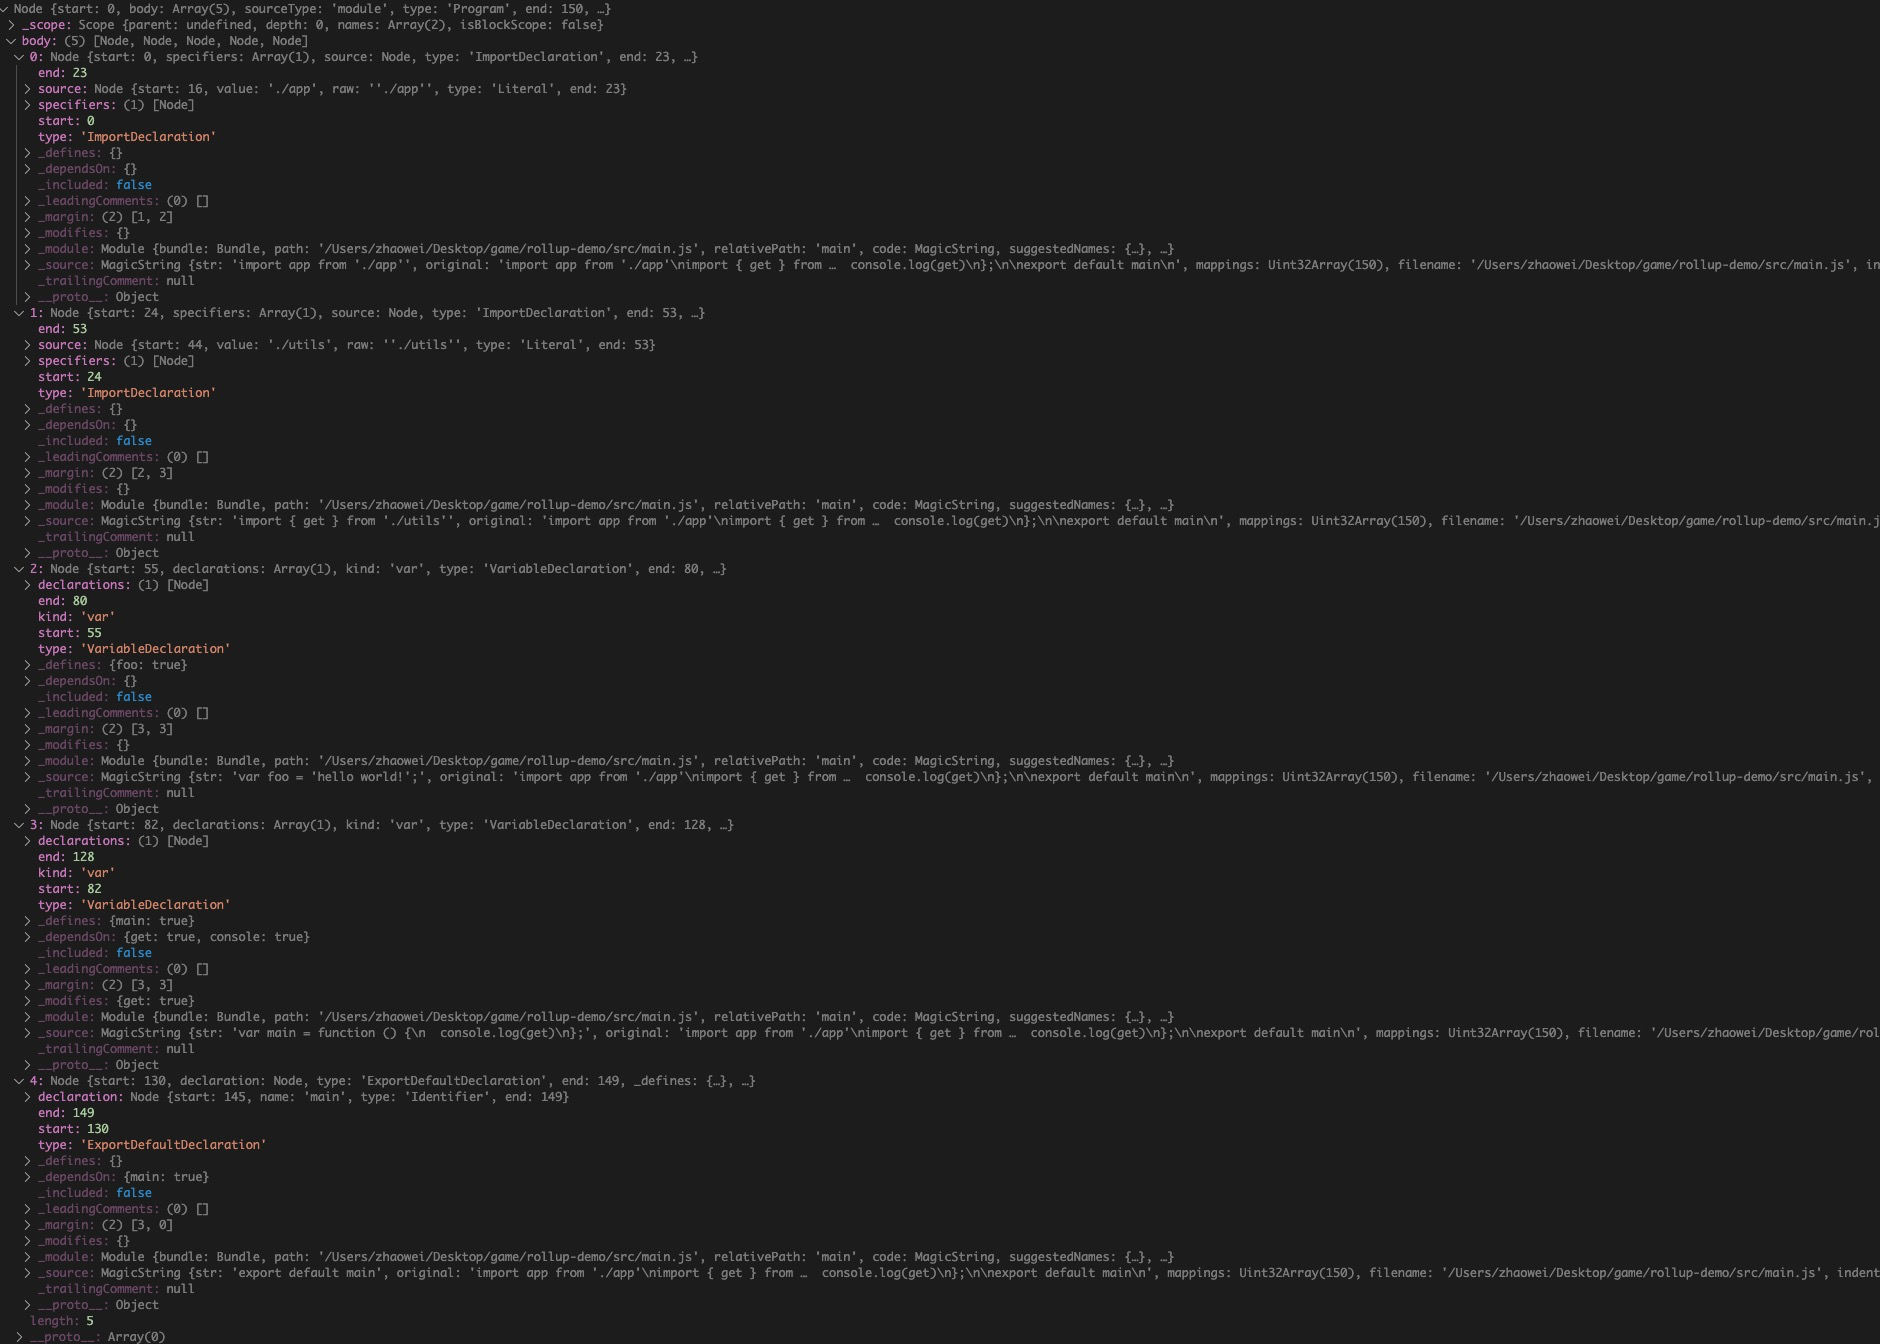 Node {start: 0, body: Array(5), sourceType: 'module', type: 'Program', end: 150, …}
_scope: Scope {parent: undefined, depth: 0, names: Array(2), isBlockScope: false}
body: (5) [Node, Node, Node, Node, Node]
0: Node {start: 0, specifiers: Array(1), source: Node, type: 'ImportDeclaration', end: 23, …}
end: 23
source: Node {start: 16, value: './app', raw: ''./app'', type: 'Literal', end: 23}
specifiers: (1) [Node]
start: 0
type: 'ImportDeclaration'
_defines: {}
_dependsOn: {}
_included: false
_leadingComments: (0) []
_margin: (2) [1, 2]
_modifies: {}
_module: Module {bundle: Bundle, path: '/Users/zhaowei/Desktop/game/rollup-demo/src/main.js', relativePath: 'main', code: MagicString, suggestedNames: {…}, …}
_source: MagicString {str: 'import app from './app'', original: 'import app from './app'\nimport { get } from …  console.log(get)\n};\n\nexport default main\n', mappings: Uint32Array(150), filename: '/Users/zhaowei/Desktop/game/rollup-demo/src/main.js', in
_trailingComment: null
__proto__: Object
1: Node {start: 24, specifiers: Array(1), source: Node, type: 'ImportDeclaration', end: 53, …}
end: 53
source: Node {start: 44, value: './utils', raw: ''./utils'', type: 'Literal', end: 53}
specifiers: (1) [Node]
start: 24
type: 'ImportDeclaration'
_defines: {}
_dependsOn: {}
_included: false
_leadingComments: (0) []
_margin: (2) [2, 3]
_modifies: {}
_module: Module {bundle: Bundle, path: '/Users/zhaowei/Desktop/game/rollup-demo/src/main.js', relativePath: 'main', code: MagicString, suggestedNames: {…}, …}
_source: MagicString {str: 'import { get } from './utils'', original: 'import app from './app'\nimport { get } from …  console.log(get)\n};\n\nexport default main\n', mappings: Uint32Array(150), filename: '/Users/zhaowei/Desktop/game/rollup-demo/src/main.j
_trailingComment: null
__proto__: Object
2: Node {start: 55, declarations: Array(1), kind: 'var', type: 'VariableDeclaration', end: 80, …}
declarations: (1) [Node]
end: 80
kind: 'var'
start: 55
type: 'VariableDeclaration'
_defines: {foo: true}
_dependsOn: {}
_included: false
_leadingComments: (0) []
_margin: (2) [3, 3]
_modifies: {}
_module: Module {bundle: Bundle, path: '/Users/zhaowei/Desktop/game/rollup-demo/src/main.js', relativePath: 'main', code: MagicString, suggestedNames: {…}, …}
_source: MagicString {str: 'var foo = 'hello world!';', original: 'import app from './app'\nimport { get } from …  console.log(get)\n};\n\nexport default main\n', mappings: Uint32Array(150), filename: '/Users/zhaowei/Desktop/game/rollup-demo/src/main.js',
_trailingComment: null
__proto__: Object
3: Node {start: 82, declarations: Array(1), kind: 'var', type: 'VariableDeclaration', end: 128, …}
declarations: (1) [Node]
end: 128
kind: 'var'
start: 82
type: 'VariableDeclaration'
_defines: {main: true}
_dependsOn: {get: true, console: true}
_included: false
_leadingComments: (0) []
_margin: (2) [3, 3]
_modifies: {get: true}
_module: Module {bundle: Bundle, path: '/Users/zhaowei/Desktop/game/rollup-demo/src/main.js', relativePath: 'main', code: MagicString, suggestedNames: {…}, …}
_source: MagicString {str: 'var main = function () {\n  console.log(get)\n};', original: 'import app from './app'\nimport { get } from …  console.log(get)\n};\n\nexport default main\n', mappings: Uint32Array(150), filename: '/Users/zhaowei/Desktop/game/rol
_trailingComment: null
__proto__: Object
4: Node {start: 130, declaration: Node, type: 'ExportDefaultDeclaration', end: 149, _defines: {…}, …}
declaration: Node {start: 145, name: 'main', type: 'Identifier', end: 149}
end: 149
start: 130
type: 'ExportDefaultDeclaration'
_defines: {}
_dependsOn: {main: true}
_included: false
_leadingComments: (0) []
_margin: (2) [3, 0]
_modifies: {}
_module: Module {bundle: Bundle, path: '/Users/zhaowei/Desktop/game/rollup-demo/src/main.js', relativePath: 'main', code: MagicString, suggestedNames: {…}, …}
_source: MagicString {str: 'export default main', original: 'import app from './app'\nimport { get } from …  console.log(get)\n};\n\nexport default main\n', mappings: Uint32Array(150), filename: '/Users/zhaowei/Desktop/game/rollup-demo/src/main.js', indent
_trailingComment: null
__proto__: Object
length: 5
__proto__: Array(0)